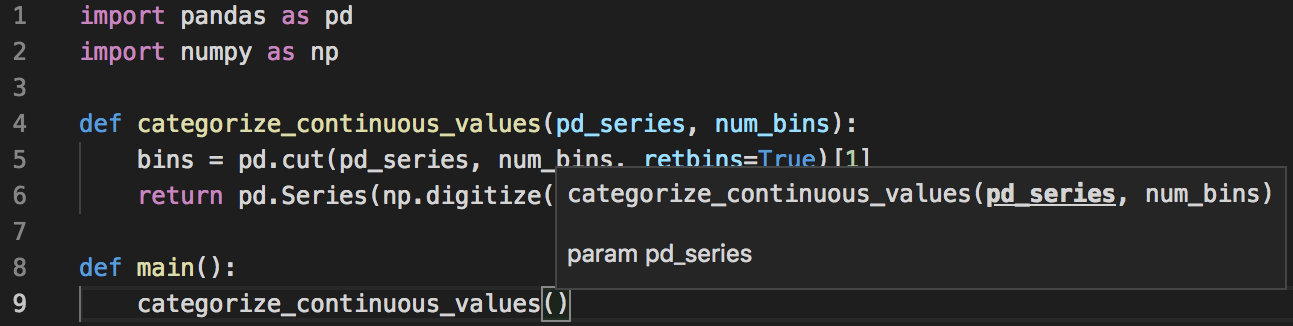 1 import pandas as pd
2 import numpy as np
3
4 def categorize_continuous_values(pd_series, num_bins):
5     bins = pd.cut(pd_series, num_bins, retbins=True)[1]
6     return pd.Series(np.digitize(
categorize_continuous_values(pd_series, num_bins)
7
param pd_series
8 def main():
9     categorize_continuous_values()